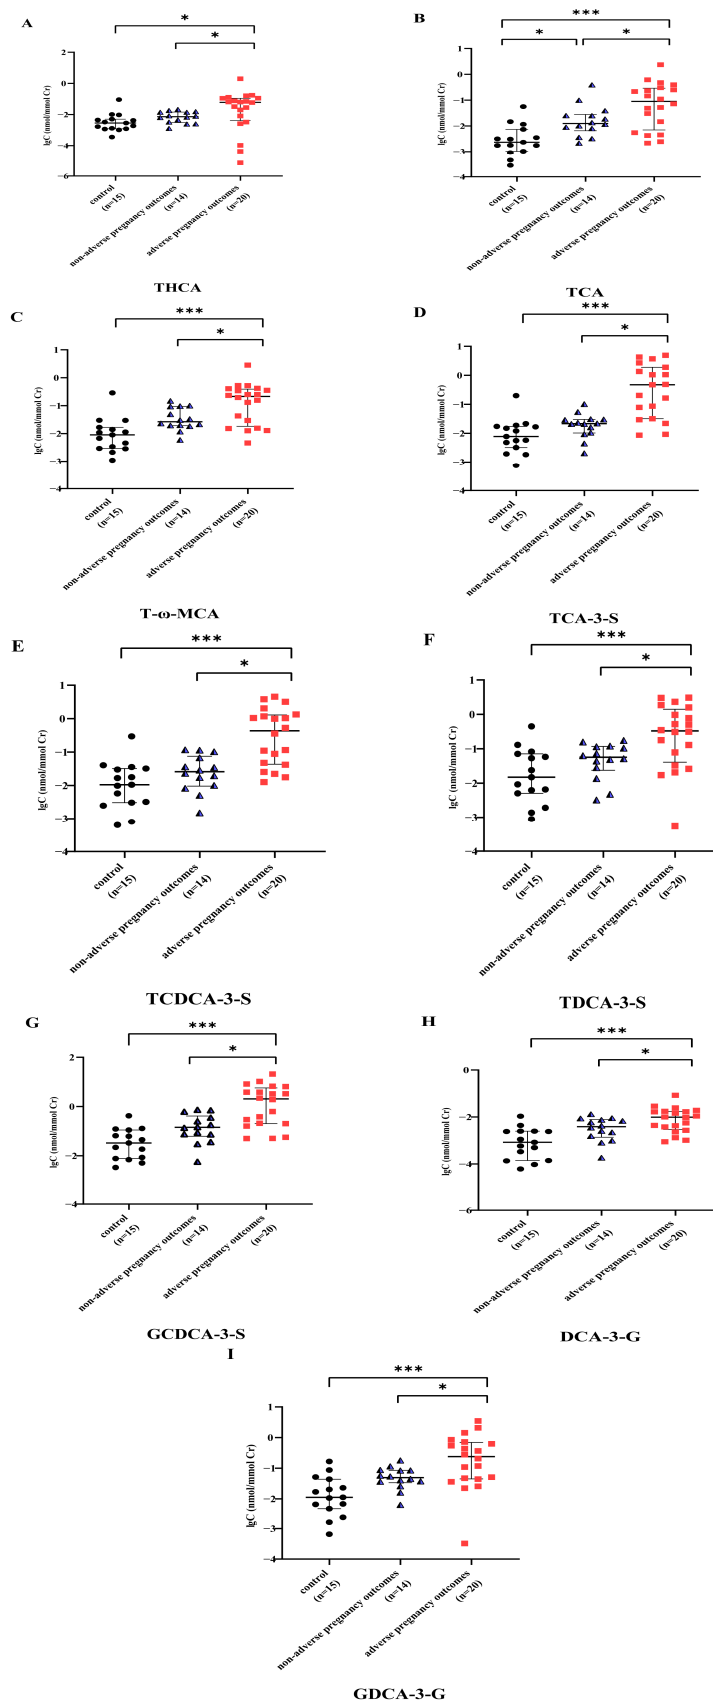 A
*
*
lgC (nmol/mmol Cr)
2
0
−2
−4
−6
control
(n=15)
non-adverse pregnancy outcomes
(n=14)
adverse pregnancy outcomes
(n=20)
THCA
B
***
*
*
lgC (nmol/mmol Cr)
1
0
−1
−2
−3
−4
control
(n=15)
non-adverse pregnancy outcomes
(n=14)
adverse pregnancy outcomes
(n=20)
TCA
C
***
*
lgC (nmol/mmol Cr)
1
0
−1
−2
−3
−4
control
(n=15)
non-adverse pregnancy outcomes
(n=14)
adverse pregnancy outcomes
(n=20)
T-ω-MCA
D
***
*
lgC (nmol/mmol Cr)
1
0
−1
−2
−3
−4
control
(n=15)
non-adverse pregnancy outcomes
(n=14)
adverse pregnancy outcomes
(n=20)
TCA-3-S
E
***
*
lgC (nmol/mmol Cr)
1
0
−1
−2
−3
−4
control
(n=15)
non-adverse pregnancy outcomes
(n=14)
adverse pregnancy outcomes
(n=20)
TCDCA-3-S
F
***
*
lgC (nmol/mmol Cr)
1
0
−1
−2
−3
−4
control
(n=15)
non-adverse pregnancy outcomes
(n=14)
adverse pregnancy outcomes
(n=20)
TDCA-3-S
G
***
*
lgC (nmol/mmol Cr)
2
0
−2
−4
control
(n=15)
non-adverse pregnancy outcomes
(n=14)
adverse pregnancy outcomes
(n=20)
GCDCA-3-S
H
***
*
lgC (nmol/mmol Cr)
0
−2
−4
−6
control
(n=15)
non-adverse pregnancy outcomes
(n=14)
adverse pregnancy outcomes
(n=20)
DCA-3-G
I
***
*
lgC (nmol/mmol Cr)
1
0
−1
−2
−3
−4
control
(n=15)
non-adverse pregnancy outcomes
(n=14)
adverse pregnancy outcomes
(n=20)
GDCA-3-G